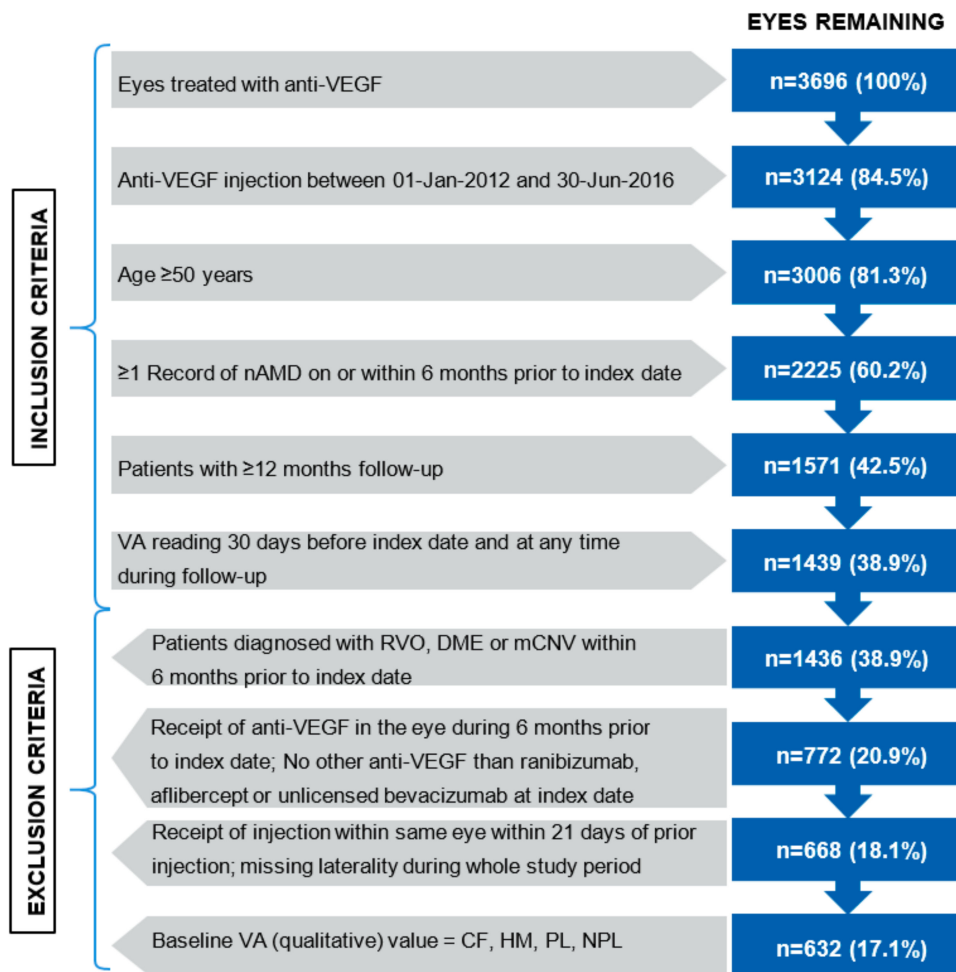 EYES REMAINING
Eyes treated with anti-VEGF
n=3696 (100%)
Anti-VEGF injection between 01-Jan-2012 and 30-Jun-2016
n=3124 (84.5%)
Age ≥50 years
n=3006 (81.3%)
INCLUSION CRITERIA
≥1 Record of nAMD on or within 6 months prior to index date
n=2225 (60.2%)
Patients with ≥12 months follow-up
n=1571 (42.5%)
VA reading 30 days before index date and at any time
during follow-up
n=1439 (38.9%)
Patients diagnosed with RVO, DME or mCNV within
6 months prior to index date
n=1436 (38.9%)
EXCLUSION CRITERIA
Receipt of anti-VEGF in the eye during 6 months prior
to index date; No other anti-VEGF than ranibizumab,
aflibercept or unlicensed bevacizumab at index date
n=772 (20.9%)
Receipt of injection within same eye within 21 days of prior
injection; missing laterality during whole study period
n=668 (18.1%)
Baseline VA (qualitative) value = CF, HM, PL, NPL
n=632 (17.1%)